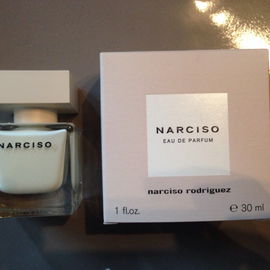 NARCISO
NARCISO
EAU DE PARFUM
narciso rodriguez
1 fl.oz.
℮ 30 ml